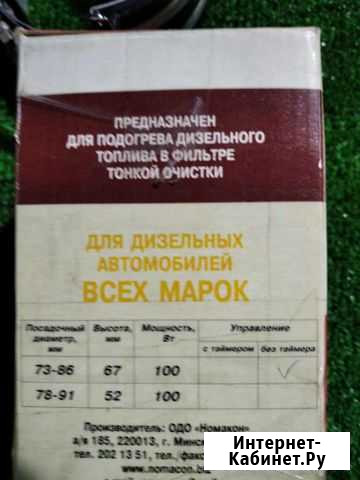 ПРЕДНАЗНАЧЕН
ДЛЯ ПОДОГРЕВА ДИЗЕЛЬНОГО
ТОПЛИВА В ФИЛЬТРЕ
ТОНКОЙ ОЧИСТКИ
ДЛЯ ДИЗЕЛЬНЫХ
АВТОМОБИЛЕЙ
ВСЕХ МАРОК
Посадочный диаметр, мм Высота, мм Мощность, Вт Управление
с таймером без таймера
73-86 67 100 ✓
78-91 52 100
Производитель: ОДО «Номакон»
а/я 185, 220013, г. Минск
тел. 202 13 51, тел./факс
www.nomacon.b
Интернет-
Кабинет.Ру